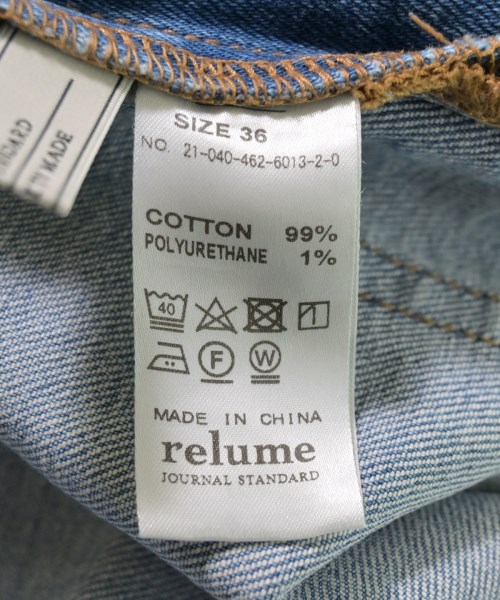 SIZE 36
NO. 21-040-462-6013-2-0
COTTON 99%
POLYURETHANE 1%
40
F W
MADE IN CHINA
relume
JOURNAL STANDARD
MADE